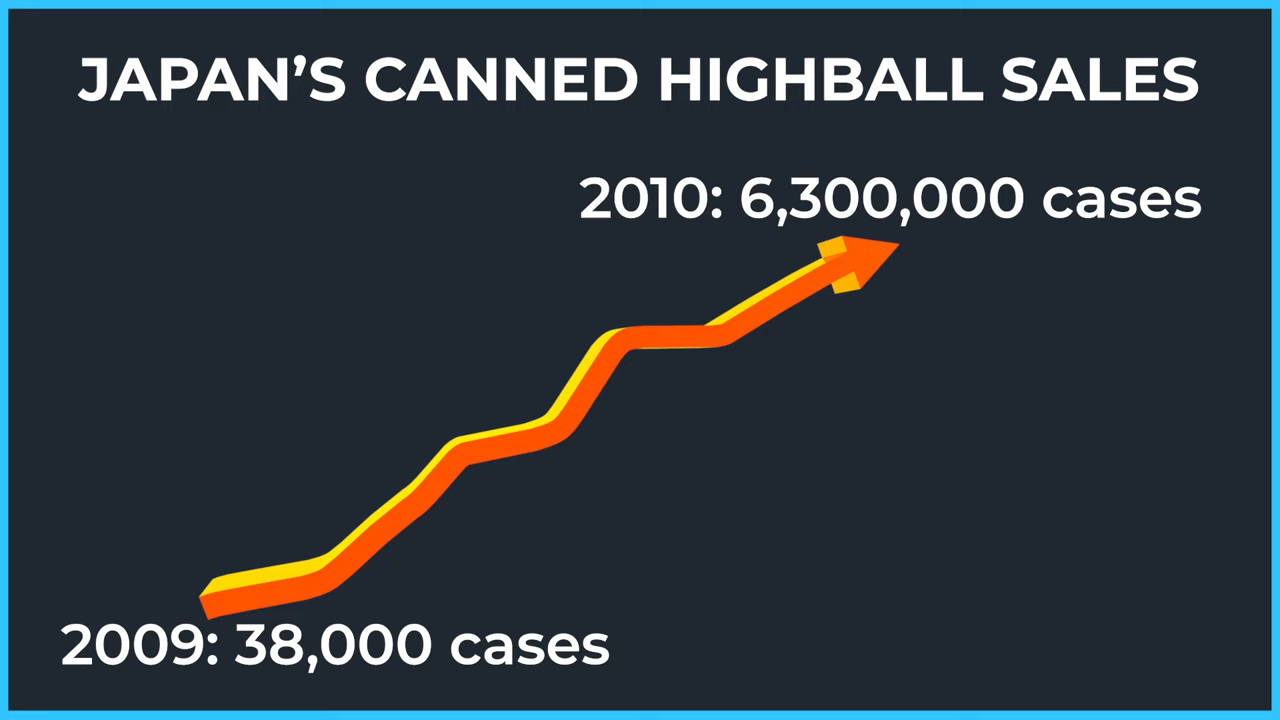 JAPAN’S CANNED HIGHBALL SALES
2010: 6,300,000 cases
2009: 38,000 cases